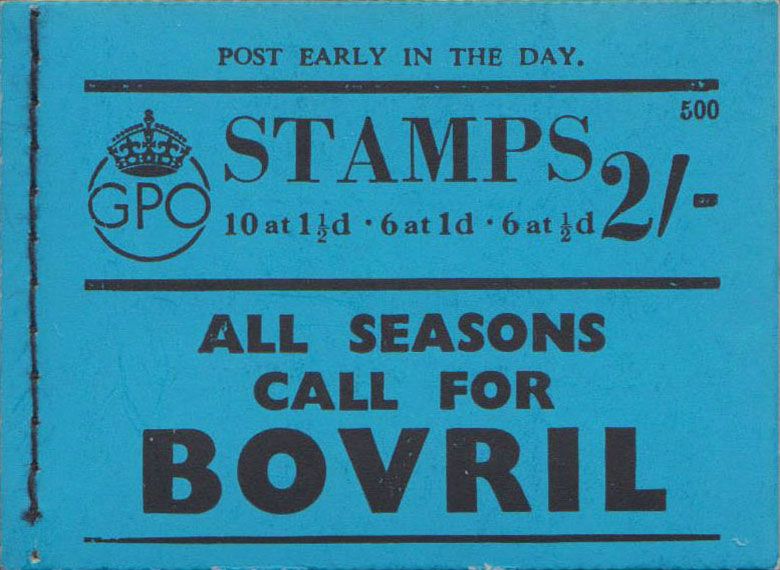 POST EARLY IN THE DAY.
500
GPO
STAMPS
10 at 1½d · 6 at 1d · 6 at ½d
2/-
ALL SEASONS
CALL FOR
BOVRIL